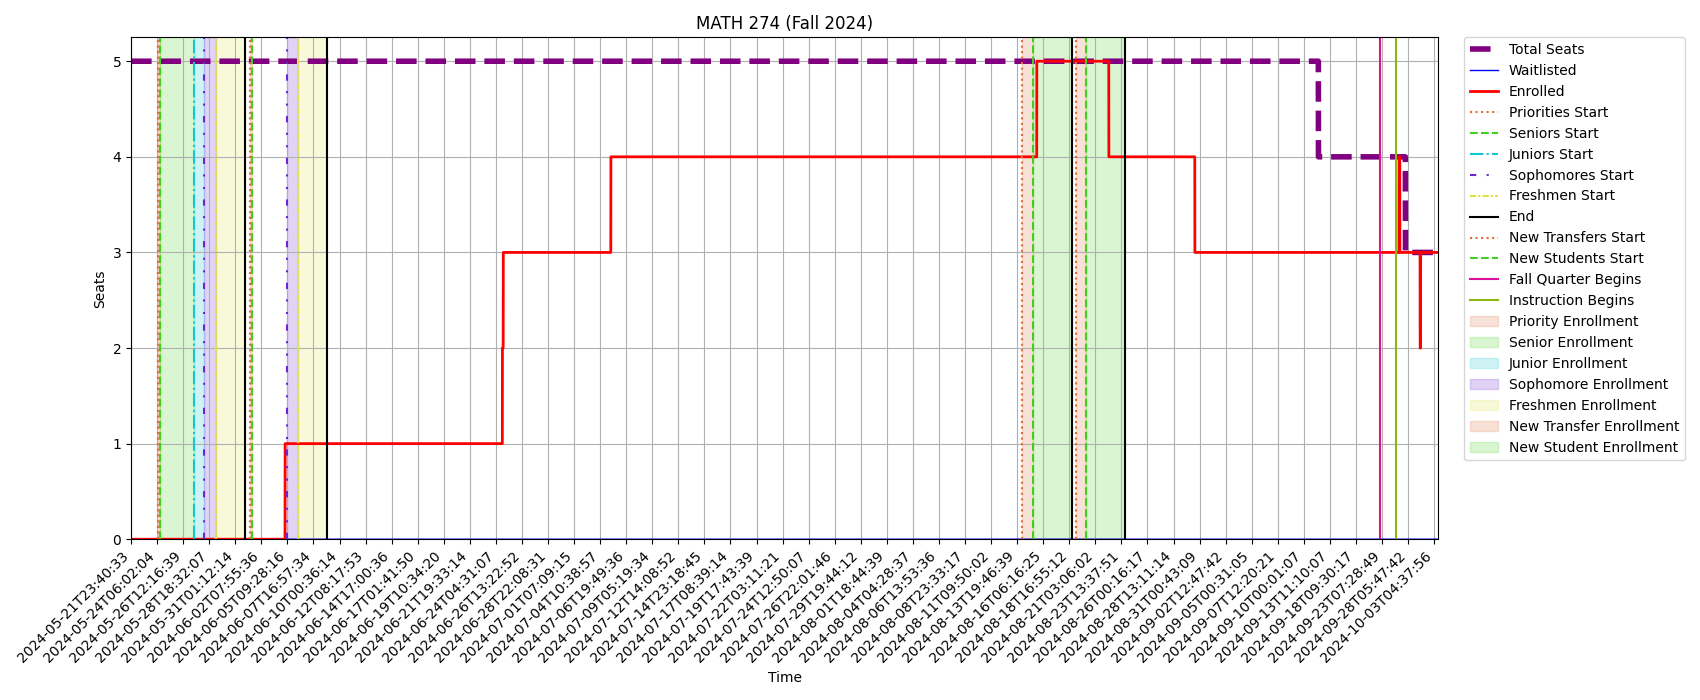 MATH 274 (Fall 2024)
Seats
5
4
3
2
1
0
2024-05-21T23:40:33
2024-05-24T06:02:04
2024-05-26T12:16:39
2024-05-28T18:32:07
2024-05-31T01:12:14
2024-06-02T07:55:36
2024-06-05T09:28:16
2024-06-07T16:57:34
2024-06-10T00:36:14
2024-06-12T08:17:53
2024-06-14T17:00:36
2024-06-17T01:41:50
2024-06-19T10:34:20
2024-06-21T19:33:14
2024-06-24T04:31:07
2024-06-26T13:22:52
2024-06-28T22:08:31
2024-07-01T07:09:15
2024-07-04T10:38:57
2024-07-06T19:49:36
2024-07-09T05:19:34
2024-07-12T14:08:52
2024-07-14T23:18:45
2024-07-17T08:39:14
2024-07-19T17:43:39
2024-07-22T03:11:21
2024-07-24T12:50:07
2024-07-26T22:01:46
2024-07-29T19:44:12
2024-08-01T18:44:39
2024-08-04T04:28:37
2024-08-06T13:53:36
2024-08-08T23:33:17
2024-08-11T09:50:02
2024-08-13T19:46:39
2024-08-16T06:16:25
2024-08-18T16:55:12
2024-08-21T03:06:02
2024-08-23T13:37:51
2024-08-26T00:16:17
2024-08-28T13:11:14
2024-08-31T00:43:09
2024-09-02T12:47:42
2024-09-05T00:31:05
2024-09-07T12:20:21
2024-09-10T00:01:07
2024-09-13T11:10:07
2024-09-18T09:30:17
2024-09-23T07:28:49
2024-09-28T05:47:42
2024-10-03T04:37:56
Time
Total Seats
Waitlisted
Enrolled
Priorities Start
Seniors Start
Juniors Start
Sophomores Start
Freshmen Start
End
New Transfers Start
New Students Start
Fall Quarter Begins
Instruction Begins
Priority Enrollment
Senior Enrollment
Junior Enrollment
Sophomore Enrollment
Freshmen Enrollment
New Transfer Enrollment
New Student Enrollment